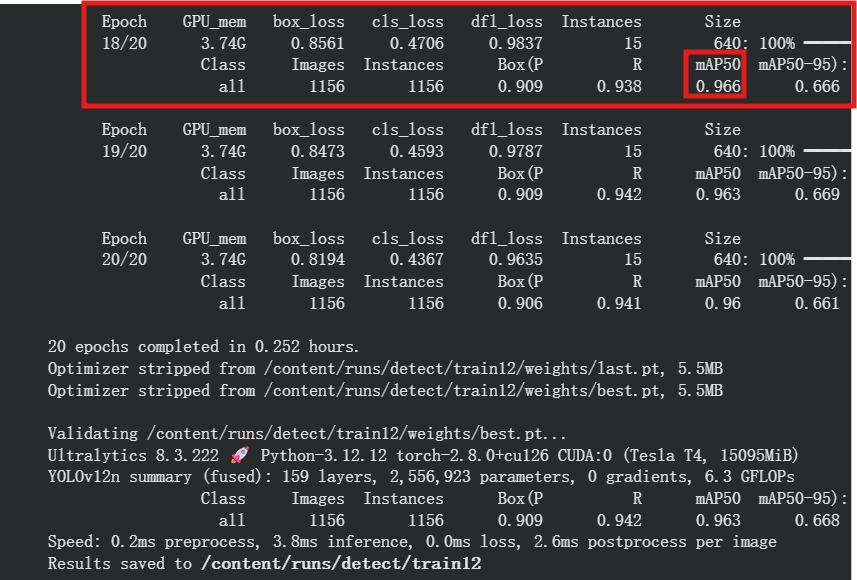 Epoch GPU_mem box_loss cls_loss dfl_loss Instances Size
18/20 3.74G 0.8561 0.4706 0.9837 15 640: 100%
Class Images Instances Box(P R mAP50 mAP50-95):
all 1156 1156 0.909 0.938 0.966 0.666
Epoch GPU_mem box_loss cls_loss dfl_loss Instances Size
19/20 3.74G 0.8473 0.4593 0.9787 15 640: 100%
Class Images Instances Box(P R mAP50 mAP50-95):
all 1156 1156 0.909 0.942 0.963 0.669
Epoch GPU_mem box_loss cls_loss dfl_loss Instances Size
20/20 3.74G 0.8194 0.4367 0.9635 15 640: 100%
Class Images Instances Box(P R mAP50 mAP50-95):
all 1156 1156 0.906 0.941 0.96 0.661
20 epochs completed in 0.252 hours.
Optimizer stripped from /content/runs/detect/train12/weights/last.pt, 5.5MB
Optimizer stripped from /content/runs/detect/train12/weights/best.pt, 5.5MB
Validating /content/runs/detect/train12/weights/best.pt...
Ultralytics 8.3.222 🚀 Python-3.12.12 torch-2.8.0+cu126 CUDA:0 (Tesla T4, 15095MiB)
YOLOv12n summary (fused): 159 layers, 2,556,923 parameters, 0 gradients, 6.3 GFLOPs
Class Images Instances Box(P R mAP50 mAP50-95):
all 1156 1156 0.909 0.942 0.963 0.668
Speed: 0.2ms preprocess, 3.8ms inference, 0.0ms loss, 2.6ms postprocess per image
Results saved to /content/runs/detect/train12